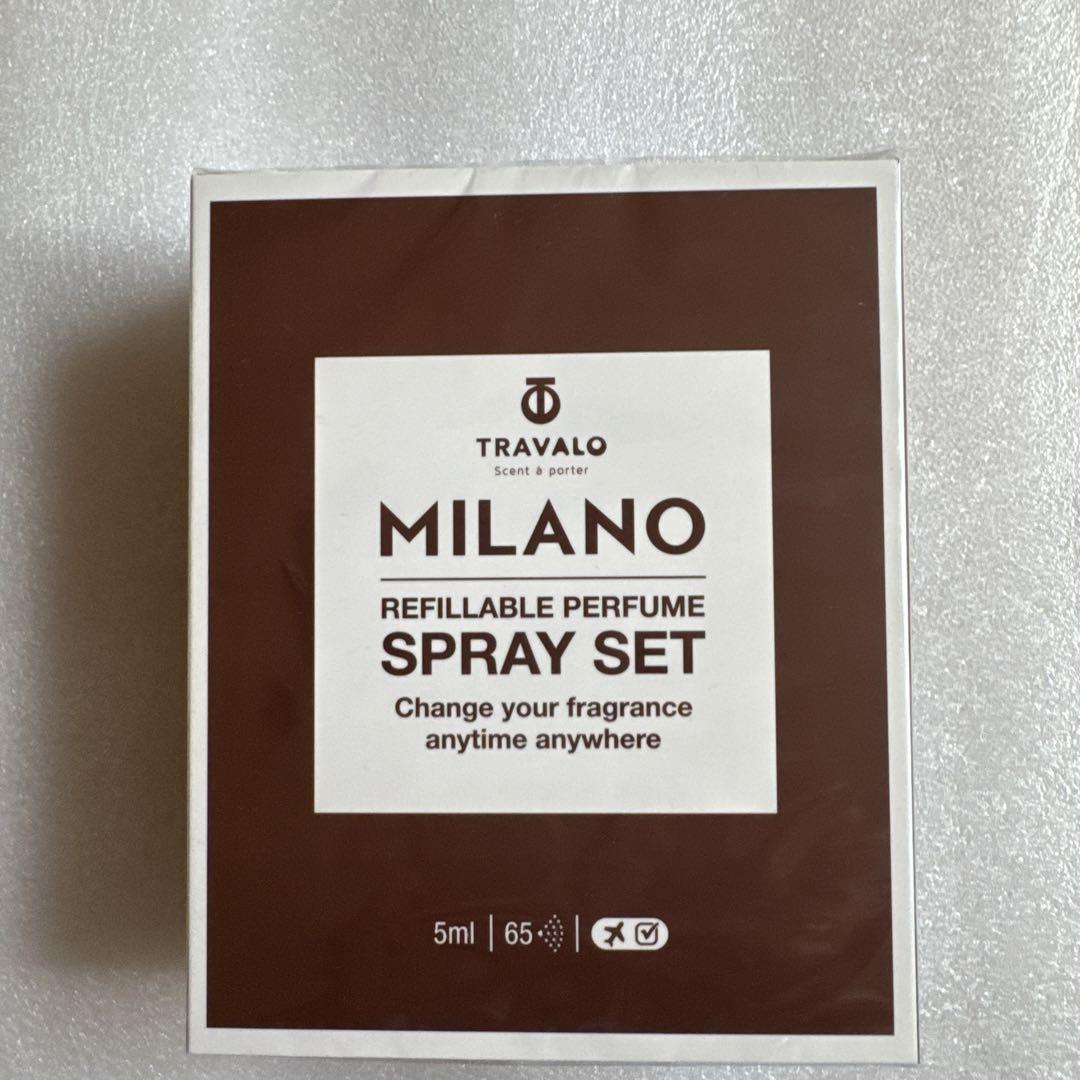 TRAVALO
Scent à porter
MILANO
REFILLABLE PERFUME
SPRAY SET
Change your fragrance
anytime anywhere
5ml | 65 |